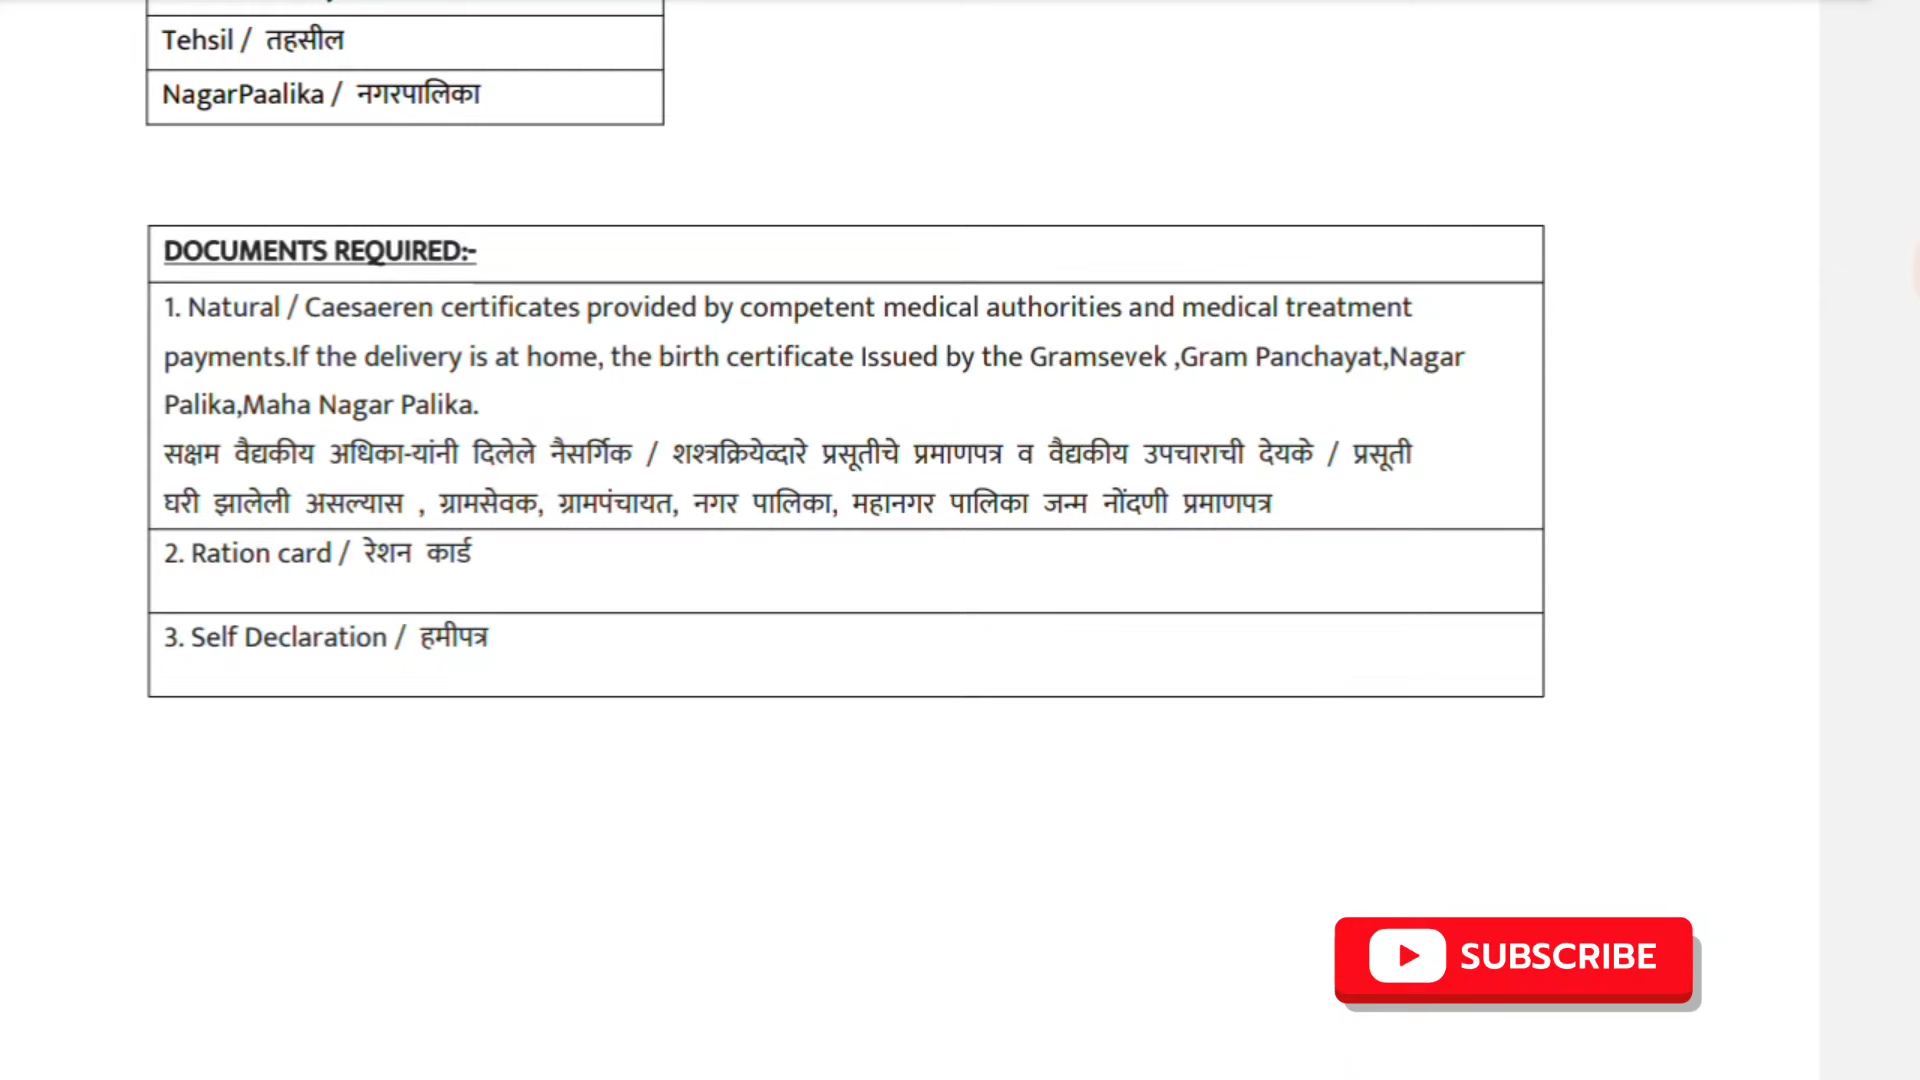 Tehsil / तहसील
NagarPaalika / नगरपालिका
DOCUMENTS REQUIRED:-
1. Natural / Caesaeren certificates provided by competent medical authorities and medical treatment
payments.If the delivery is at home, the birth certificate Issued by the Gramsevek ,Gram Panchayat,Nagar
Palika,Maha Nagar Palika.
सक्षम वैद्यकीय अधिका-यांनी दिलेले नैसर्गिक / शश्त्रक्रियेव्दारे प्रसूतीचे प्रमाणपत्र व वैद्यकीय उपचाराची देयके / प्रसूती
घरी झालेली असल्यास , ग्रामसेवक, ग्रामपंचायत, नगर पालिका, महानगर पालिका जन्म नोंदणी प्रमाणपत्र
2. Ration card / रेशन कार्ड
3. Self Declaration / हमीपत्र
SUBSCRIBE